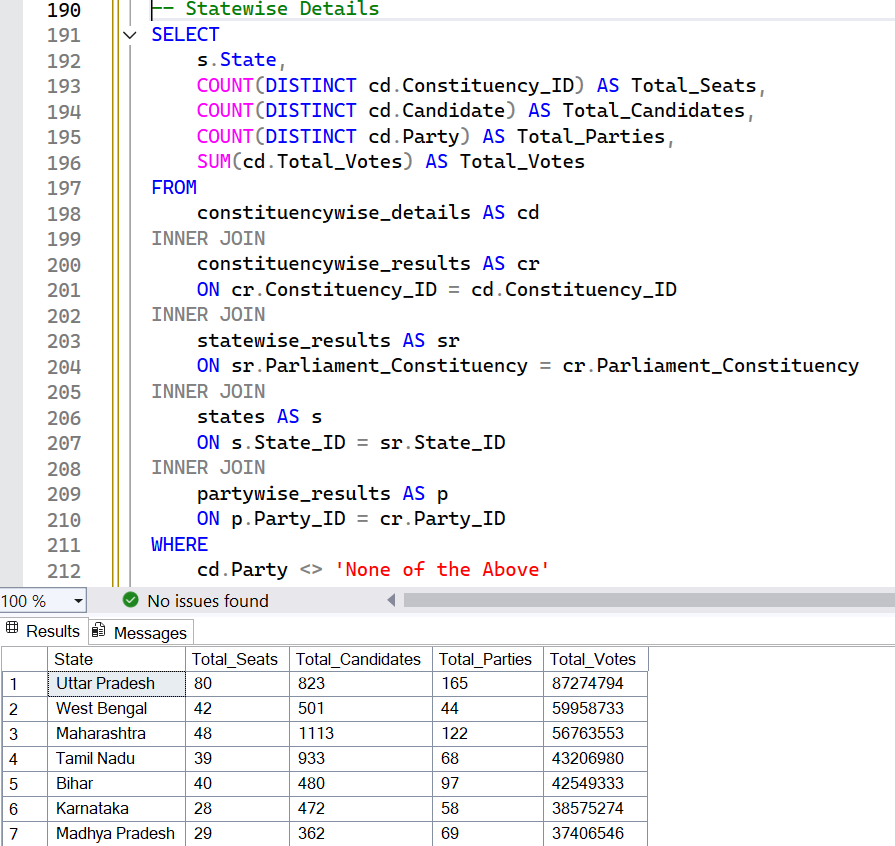 190 -- Statewise Details
191 SELECT
192 s.State,
193 COUNT(DISTINCT cd.Constituency_ID) AS Total_Seats,
194 COUNT(DISTINCT cd.Candidate) AS Total_Candidates,
195 COUNT(DISTINCT cd.Party) AS Total_Parties,
196 SUM(cd.Total_Votes) AS Total_Votes
197 FROM
198 constituencywise_details AS cd
199 INNER JOIN
200 constituencywise_results AS cr
201 ON cr.Constituency_ID = cd.Constituency_ID
202 INNER JOIN
203 statewise_results AS sr
204 ON sr.Parliament_Constituency = cr.Parliament_Constituency
205 INNER JOIN
206 states AS s
207 ON s.State_ID = sr.State_ID
208 INNER JOIN
209 partywise_results AS p
210 ON p.Party_ID = cr.Party_ID
211 WHERE
212 cd.Party <> 'None of the Above'
100 % No issues found
Results Messages
State Total_Seats Total_Candidates Total_Parties Total_Votes
1 Uttar Pradesh 80 823 165 87274794
2 West Bengal 42 501 44 59958733
3 Maharashtra 48 1113 122 56763553
4 Tamil Nadu 39 933 68 43206980
5 Bihar 40 480 97 42549333
6 Karnataka 28 472 58 38575274
7 Madhya Pradesh 29 362 69 37406546